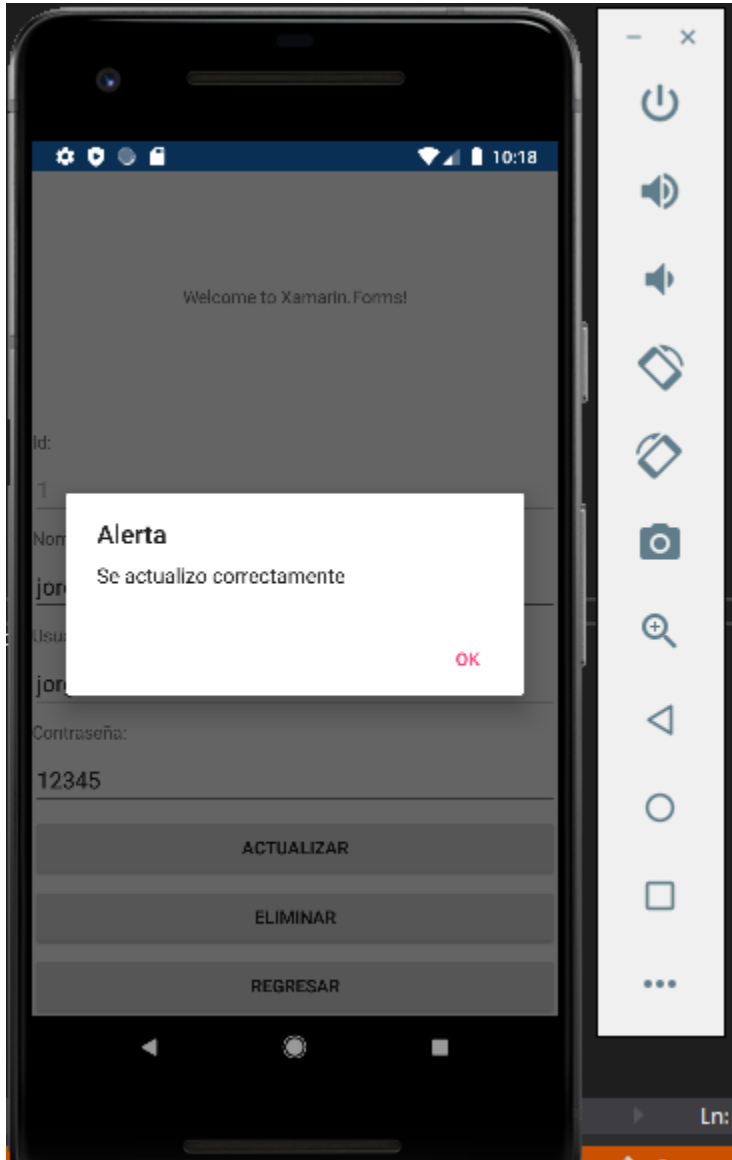 10:18
Welcome to Xamarin.Forms!
Id:
1
Alerta
Se actualizo correctamente
OK
Contraseña:
12345
ACTUALIZAR
ELIMINAR
REGRESAR
Ln: